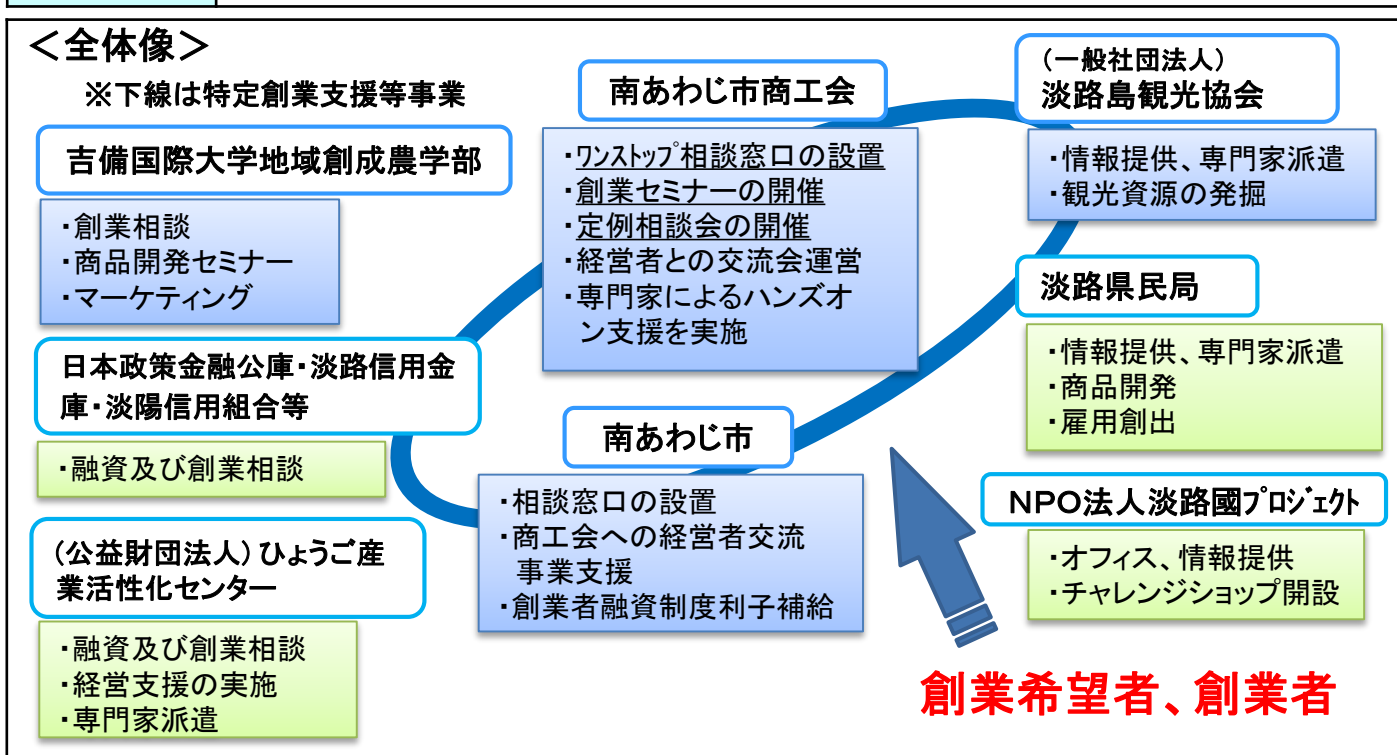 ＜全体像＞
※下線は特定創業支援等事業
吉備国際大学地域創成農学部
・創業相談
・商品開発セミナー
・マーケティング
日本政策金融公庫・淡路信用金
庫・淡陽信用組合等
・融資及び創業相談
（公益財団法人）ひょうご産
業活性化センター
・融資及び創業相談
・経営支援の実施
・専門家派遣
南あわじ市商工会
・ﾜﾝｽﾄｯﾌﾟ相談窓口の設置
・創業セミナーの開催
・定例相談会の開催
・経営者との交流会運営
・専門家によるハンズオ
ン支援を実施
南あわじ市
・相談窓口の設置
・商工会への経営者交流
事業支援
・創業者融資制度利子補給
（一般社団法人）
淡路島観光協会
・情報提供、専門家派遣
・観光資源の発掘
淡路県民局
・情報提供、専門家派遣
・商品開発
・雇用創出
ＮＰＯ法人淡路國ﾌﾟﾛｼﾞｪｸﾄ
・オフィス、情報提供
・チャレンジショップ開設
創業希望者、創業者